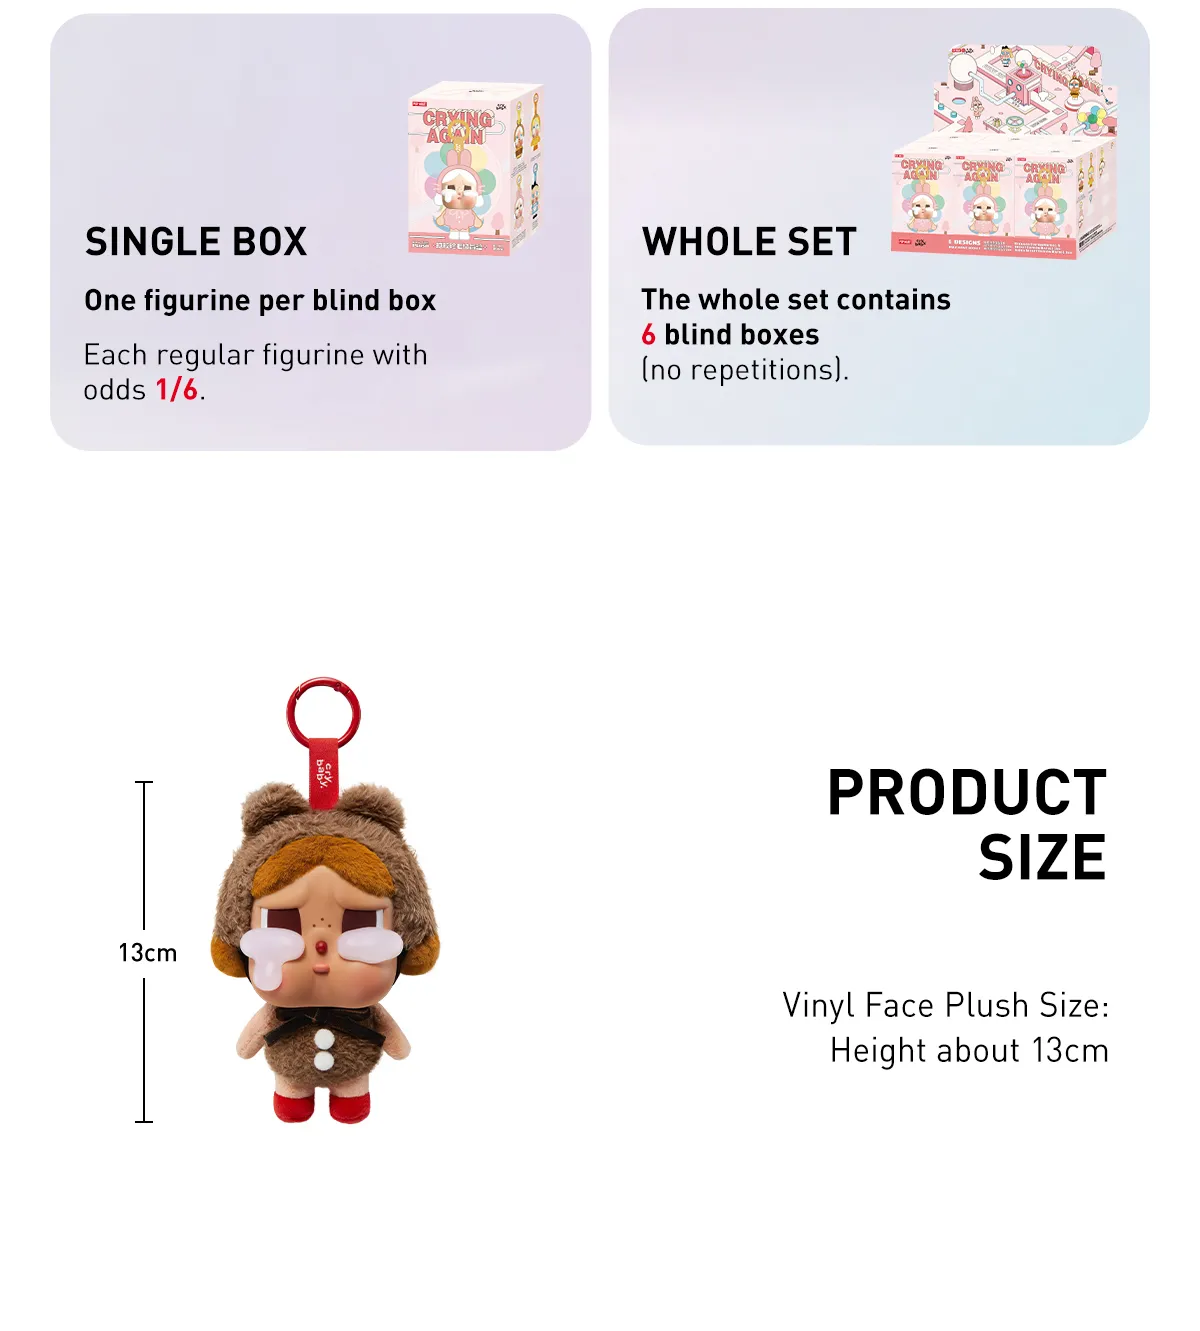 CRYING
AGAIN
SINGLE BOX
One figurine per blind box
Each regular figurine with
odds 1/6.
CRYING AGAIN
CRYING
AGAIN
CRYING
AGAIN
CRYING
AGAIN
WHOLE SET
The whole set contains
6 blind boxes
(no repetitions).
cry
baby
13cm
PRODUCT
SIZE
Vinyl Face Plush Size:
Height about 13cm